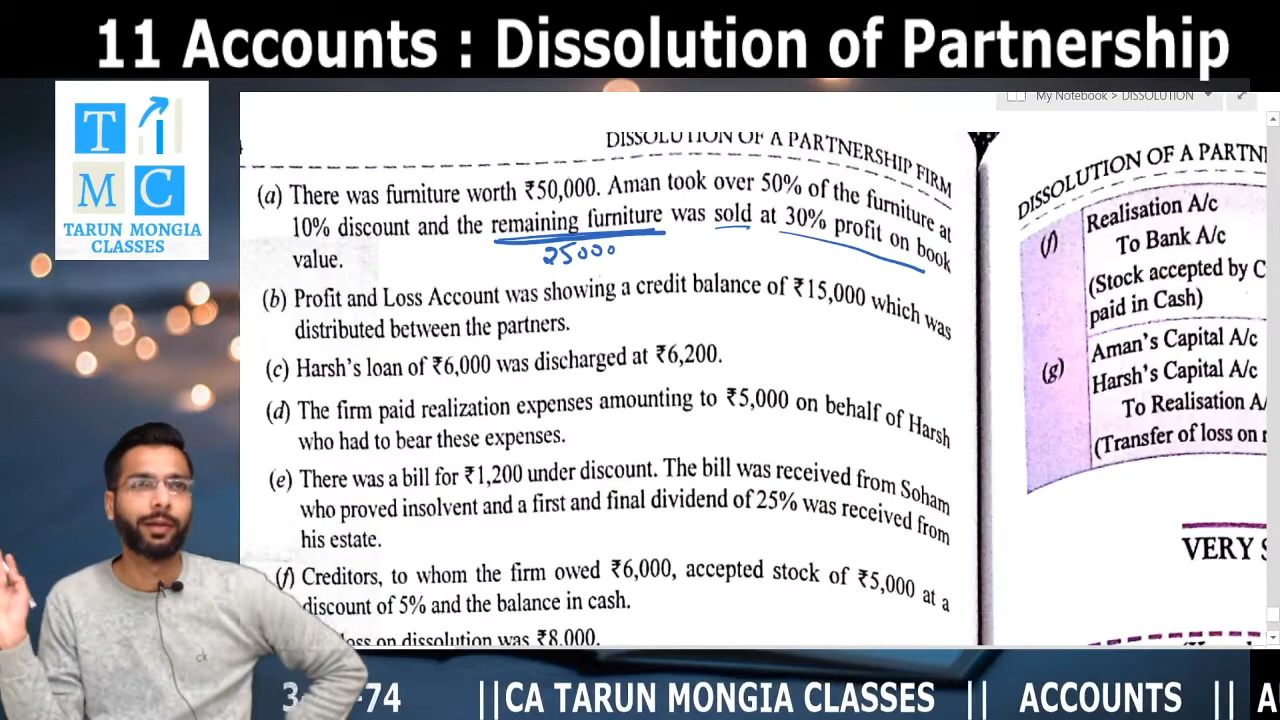 11 Accounts : Dissolution of Partnership
T
M C
TARUN MONGIA
CLASSES
My Notebook > DISSOLUTION
DISSOLUTION OF A PARTNERSHIP FIRM
(a) There was furniture worth ₹50,000. Aman took over 50% of the furniture at
10% discount and the remaining furniture was sold at 30% profit on book
value.
25000
(b) Profit and Loss Account was showing a credit balance of ₹15,000 which was
distributed between the partners.
(c) Harsh's loan of ₹6,000 was discharged at ₹6,200.
(d) The firm paid realization expenses amounting to ₹5,000 on behalf of Harsh
who had to bear these expenses.
(e) There was a bill for ₹1,200 under discount. The bill was received from Soham
who proved insolvent and a first and final dividend of 25% was received from
his estate.
(f) Creditors, to whom the firm owed ₹6,000, accepted stock of ₹5,000 at a
discount of 5% and the balance in cash.
loss on dissolution was ₹8,000.
DISSOLUTION OF A PARTN
(f) Realisation A/c
To Bank A/c
(Stock accepted by C
paid in Cash)
(g) Aman's Capital A/c
Harsh's Capital A/c
To Realisation A/
(Transfer of loss on
VERY S
ck
74 ||CA TARUN MONGIA CLASSES || ACCOUNTS || A